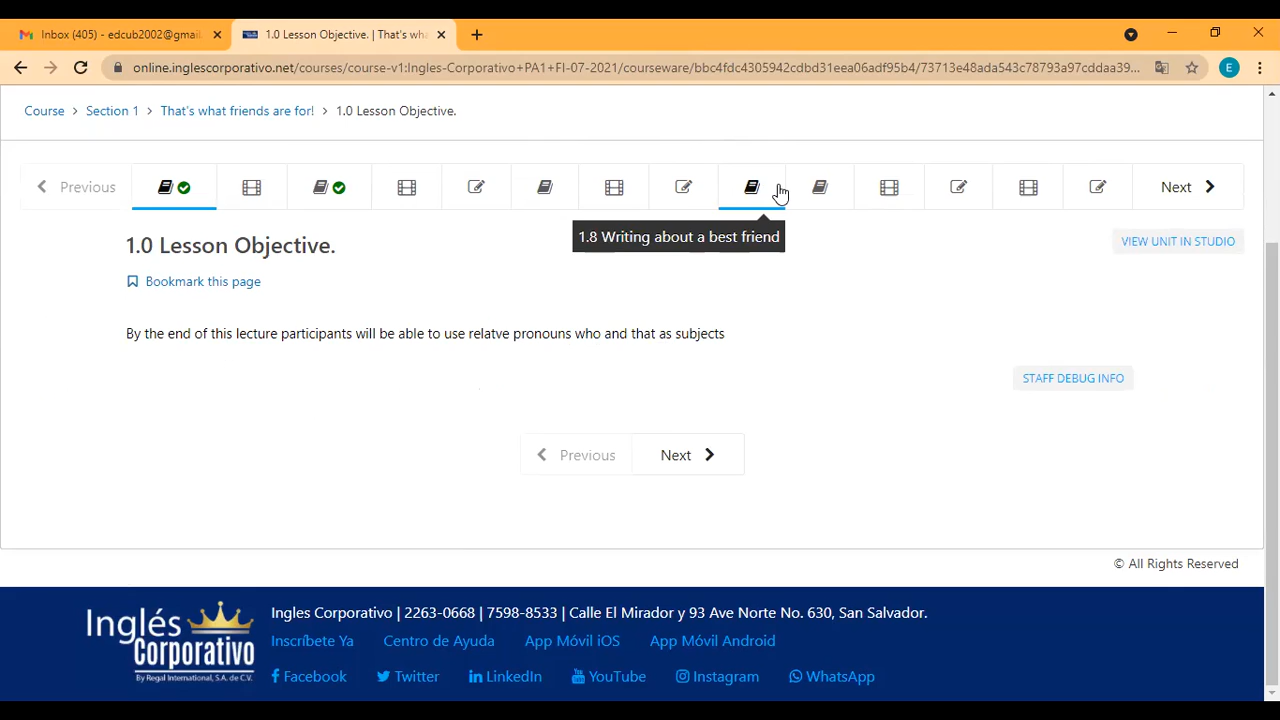 Inbox (405) - edcub2002@gmai
1.0 Lesson Objective. | That's wha
online.inglescorporativo.net/courses/course-v1:Ingles-Corporativo+PA1+FI-07-2021/courseware/bbc4fdc4305942cdbd31eea06adf95b4/73713e48ada543c78793a97cddaa39...
E
Course > Section 1 > That's what friends are for! > 1.0 Lesson Objective.
Previous
Next
1.8 Writing about a best friend
1.0 Lesson Objective.
VIEW UNIT IN STUDIO
Bookmark this page
By the end of this lecture participants will be able to use relatve pronouns who and that as subjects
STAFF DEBUG INFO
Previous
Next
© All Rights Reserved
Inglés Corporativo
By Regal International, S.A. de C.V.
Ingles Corporativo | 2263-0668 | 7598-8533 | Calle El Mirador y 93 Ave Norte No. 630, San Salvador.
Inscríbete Ya Centro de Ayuda App Móvil iOS App Móvil Android
Facebook Twitter LinkedIn YouTube Instagram WhatsApp